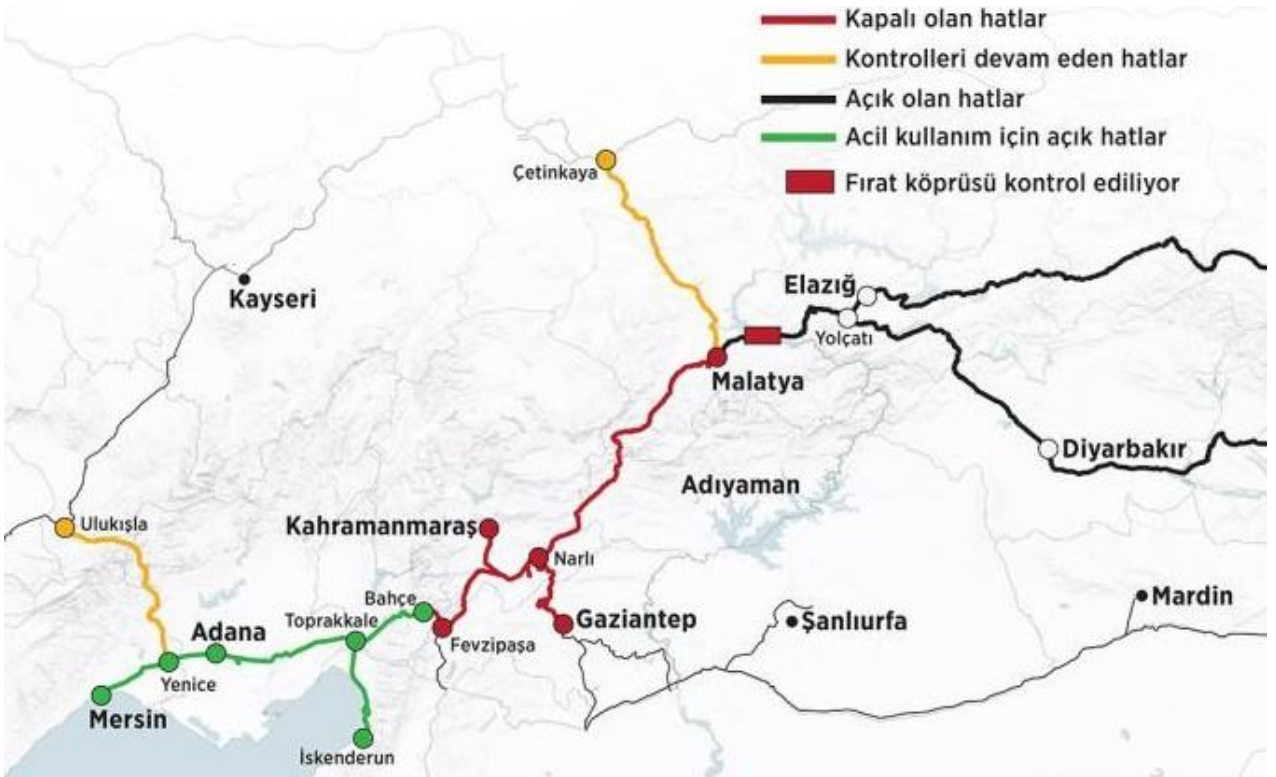 Kapalı olan hatlar
Kontrolleri devam eden hatlar
Açık olan hatlar
Acil kullanım için açık hatlar
Fırat köprüsü kontrol ediliyor
Çetinkaya
Kayseri
Elazığ
Yolçatı
Malatya
Diyarbakır
Adıyaman
Ulukışla
Kahramanmaraş
Narlı
Bahçe
Toprakkale
Adana
Fevzipaşa
Gaziantep
Şanlıurfa
Mardin
Yenice
Mersin
İskenderun